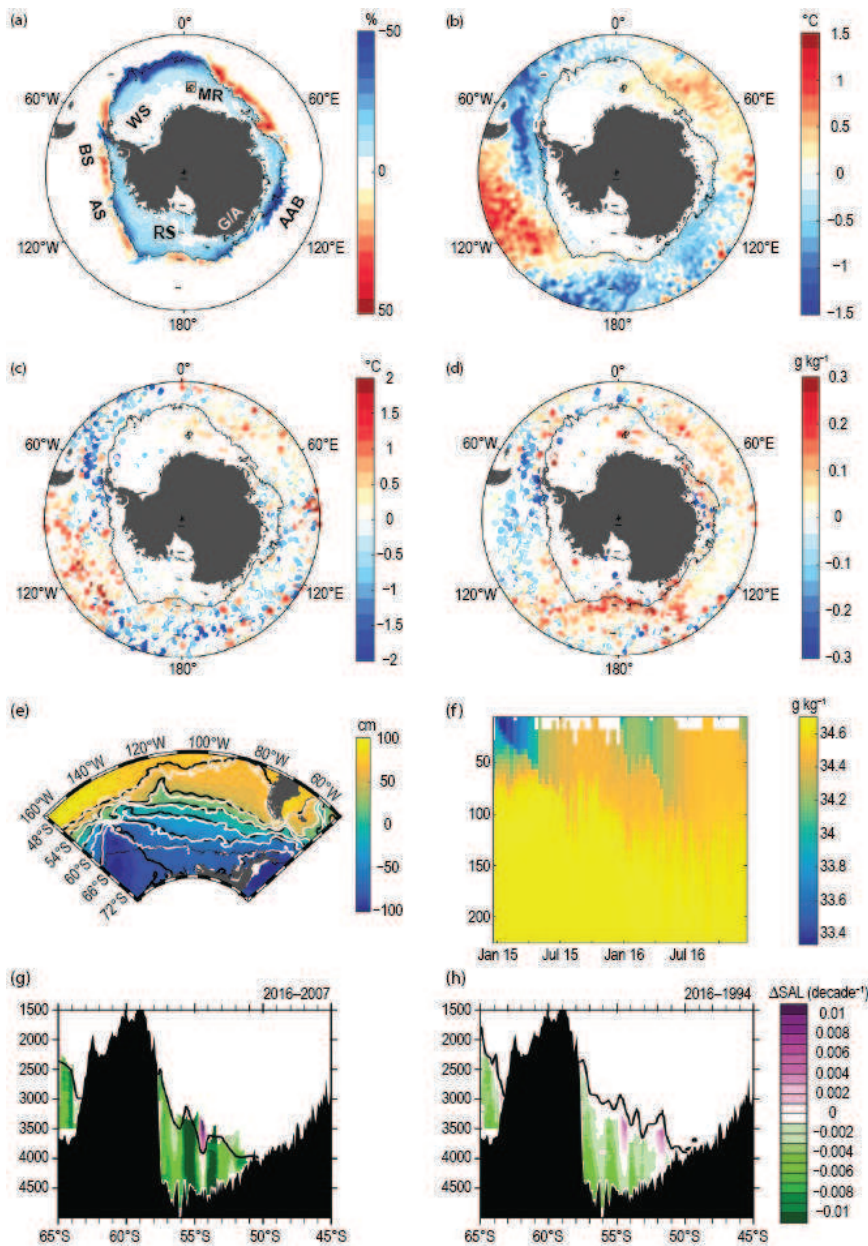 (a)
%
0°
−50
60°W
60°E
MR
WS
BS
0
AS
RS
G/A
AAB
120°W
120°E
180°
50
(b)
°C
0°
1.5
60°W
60°E
1
0.5
0
−0.5
120°W
120°E
−1
180°
−1.5
(c)
°C
0°
2
60°W
60°E
1.5
1
0.5
0
−0.5
120°W
120°E
−1
−1.5
180°
−2
(d)
g kg⁻¹
0°
0.3
60°W
60°E
0.2
0.1
0
−0.1
120°W
120°E
−0.2
180°
−0.3
(e)
cm
160°W 140°W 120°W 100°W 80°W 60°W
48°S
54°S
60°S
66°S
72°S
100
50
0
−50
−100
(f)
g kg⁻¹
50
100
150
200
Jan 15 Jul 15 Jan 16 Jul 16
34.6
34.4
34.2
34
33.8
33.6
33.4
(g)
2016–2007
1500
2000
2500
3000
3500
4000
4500
65°S 60°S 55°S 50°S 45°S
(h)
2016–1994
ΔSAL (decade⁻¹)
1500
2000
2500
3000
3500
4000
4500
65°S 60°S 55°S 50°S 45°S
0.01
0.008
0.006
0.004
0.002
0
−0.002
−0.004
−0.006
−0.008
−0.01